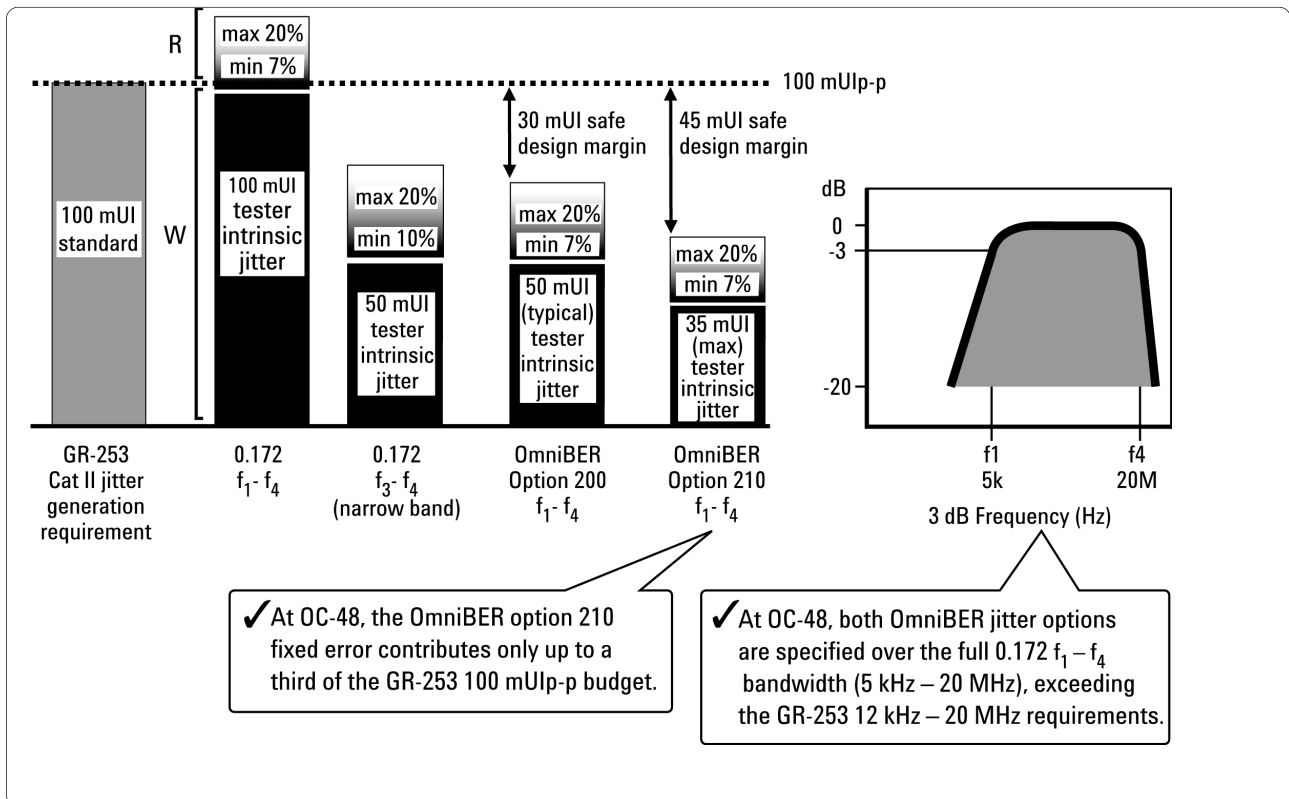 R
max 20%
min 7%
100 mUIp-p
30 mUI safe
design margin
45 mUI safe
design margin
W
100 mUI
standard
100 mUI
tester
intrinsic
jitter
max 20%
min 10%
50 mUI
tester
intrinsic
jitter
max 20%
min 7%
50 mUI
(typical)
tester
intrinsic
jitter
max 20%
min 7%
35 mUI
(max)
tester
intrinsic
jitter
GR-253
Cat II jitter
generation
requirement
0.172
f1- f4
0.172
f3- f4
(narrow band)
OmniBER
Option 200
f1- f4
OmniBER
Option 210
f1- f4
dB
0
-3
-20
f1
5k
f4
20M
3 dB Frequency (Hz)
✓At OC-48, the OmniBER option 210
fixed error contributes only up to a
third of the GR-253 100 mUIp-p budget.
✓At OC-48, both OmniBER jitter options
are specified over the full 0.172 f1 – f4
bandwidth (5 kHz – 20 MHz), exceeding
the GR-253 12 kHz – 20 MHz requirements.